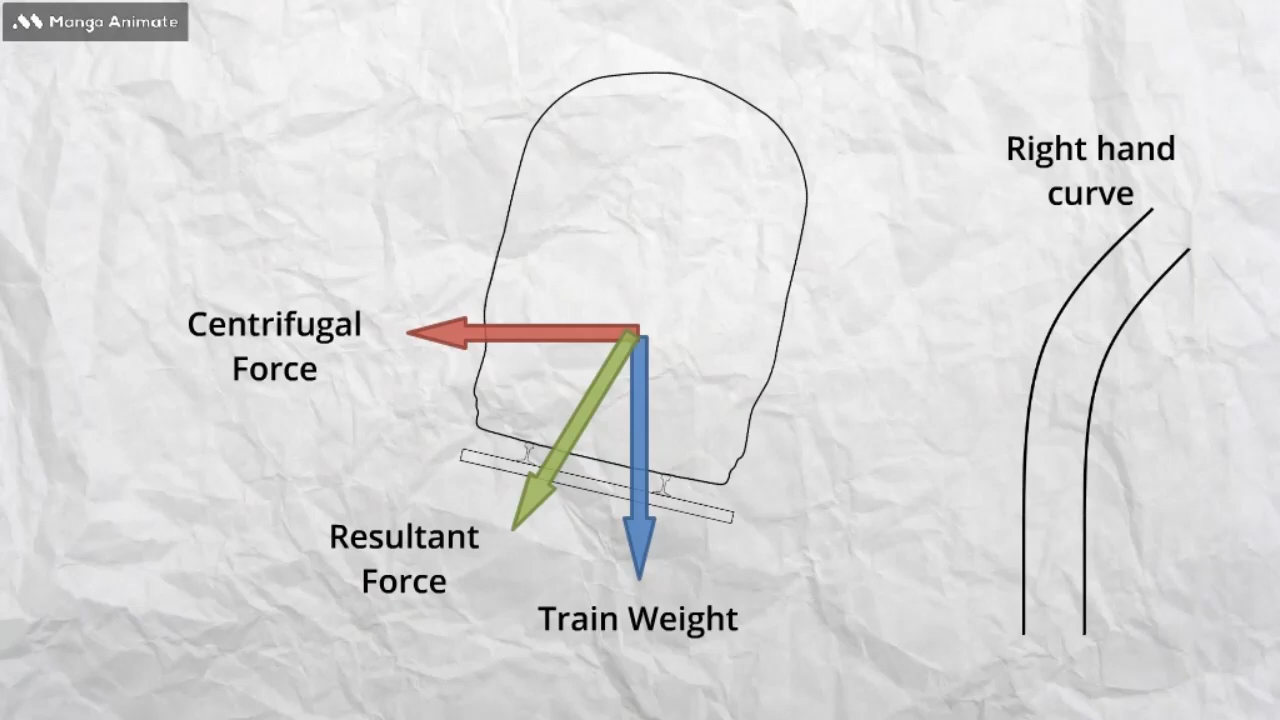 Manga Animate
Right hand
curve
Centrifugal
Force
Resultant
Force
Train Weight